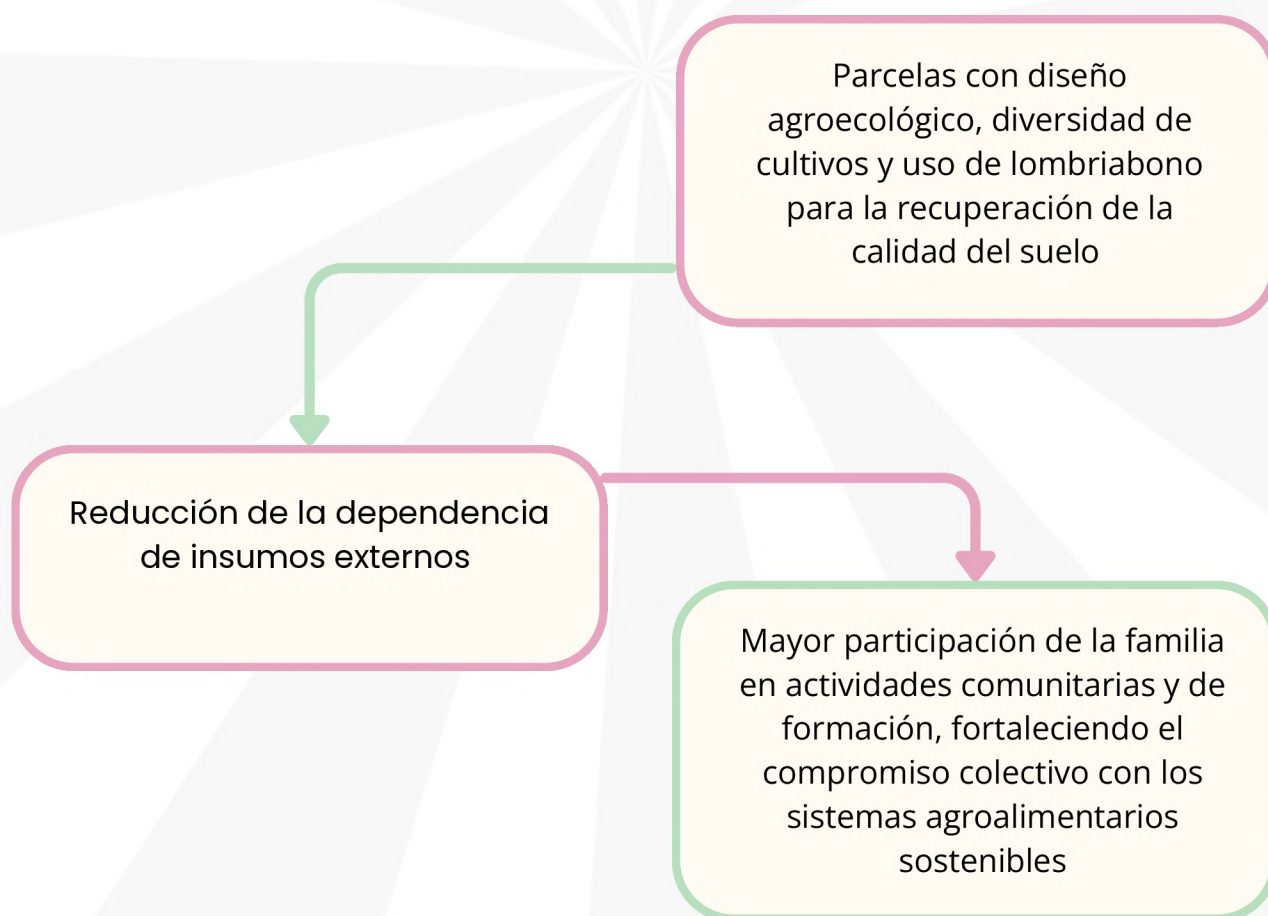 Parcelas con diseño
agroecológico, diversidad de
cultivos y uso de lombriabono
para la recuperación de la
calidad del suelo
Reducción de la dependencia
de insumos externos
Mayor participación de la familia
en actividades comunitarias y de
formación, fortaleciendo el
compromiso colectivo con los
sistemas agroalimentarios
sostenibles